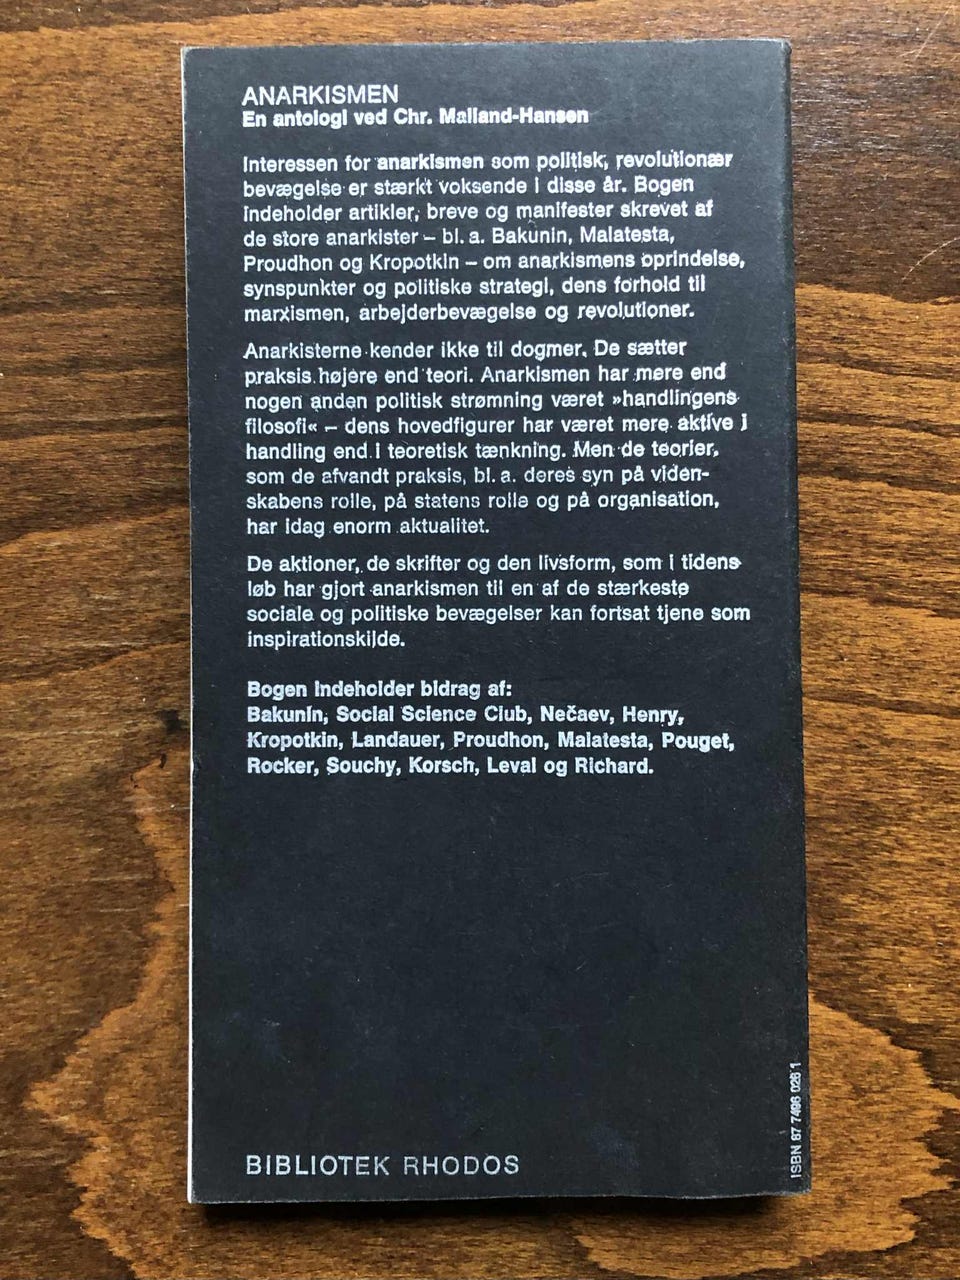 ANARKISMEN
En antologi ved Chr. Mailand-Hansen
Interessen for anarkismen som politisk, revolutionær
bevægelse er stærkt voksende i disse år. Bogen
indeholder artikler, breve og manifester skrevet af
de store anarkister – bl. a. Bakunin, Malatesta,
Proudhon og Kropotkin – om anarkismens oprindelse,
synspunkter og politiske strategi, dens forhold til
marxismen, arbejderbevægelse og revolutioner.
Anarkisterne kender ikke til dogmer. De sætter
praksis højere end teori. Anarkismen har mere end
nogen anden politisk strømning været »handlingens
filosofi« – dens hovedfigurer har været mere aktive i
handling end i teoretisk tænkning. Men de teorier,
som de afvandt praksis, bl. a. deres syn på viden-
skabens rolle, på statens rolle og på organisation,
har idag enorm aktualitet.
De aktioner, de skrifter og den livsform, som i tidens
løb har gjort anarkismen til en af de stærkeste
sociale og politiske bevægelser kan fortsat tjene som
inspirationskilde.
Bogen indeholder bidrag af:
Bakunin, Social Science Club, Nečaev, Henry,
Kropotkin, Landauer, Proudhon, Malatesta, Pouget,
Rocker, Souchy, Korsch, Leval og Richard.
BIBLIOTEK RHODOS
ISBN 87 7496 026 1